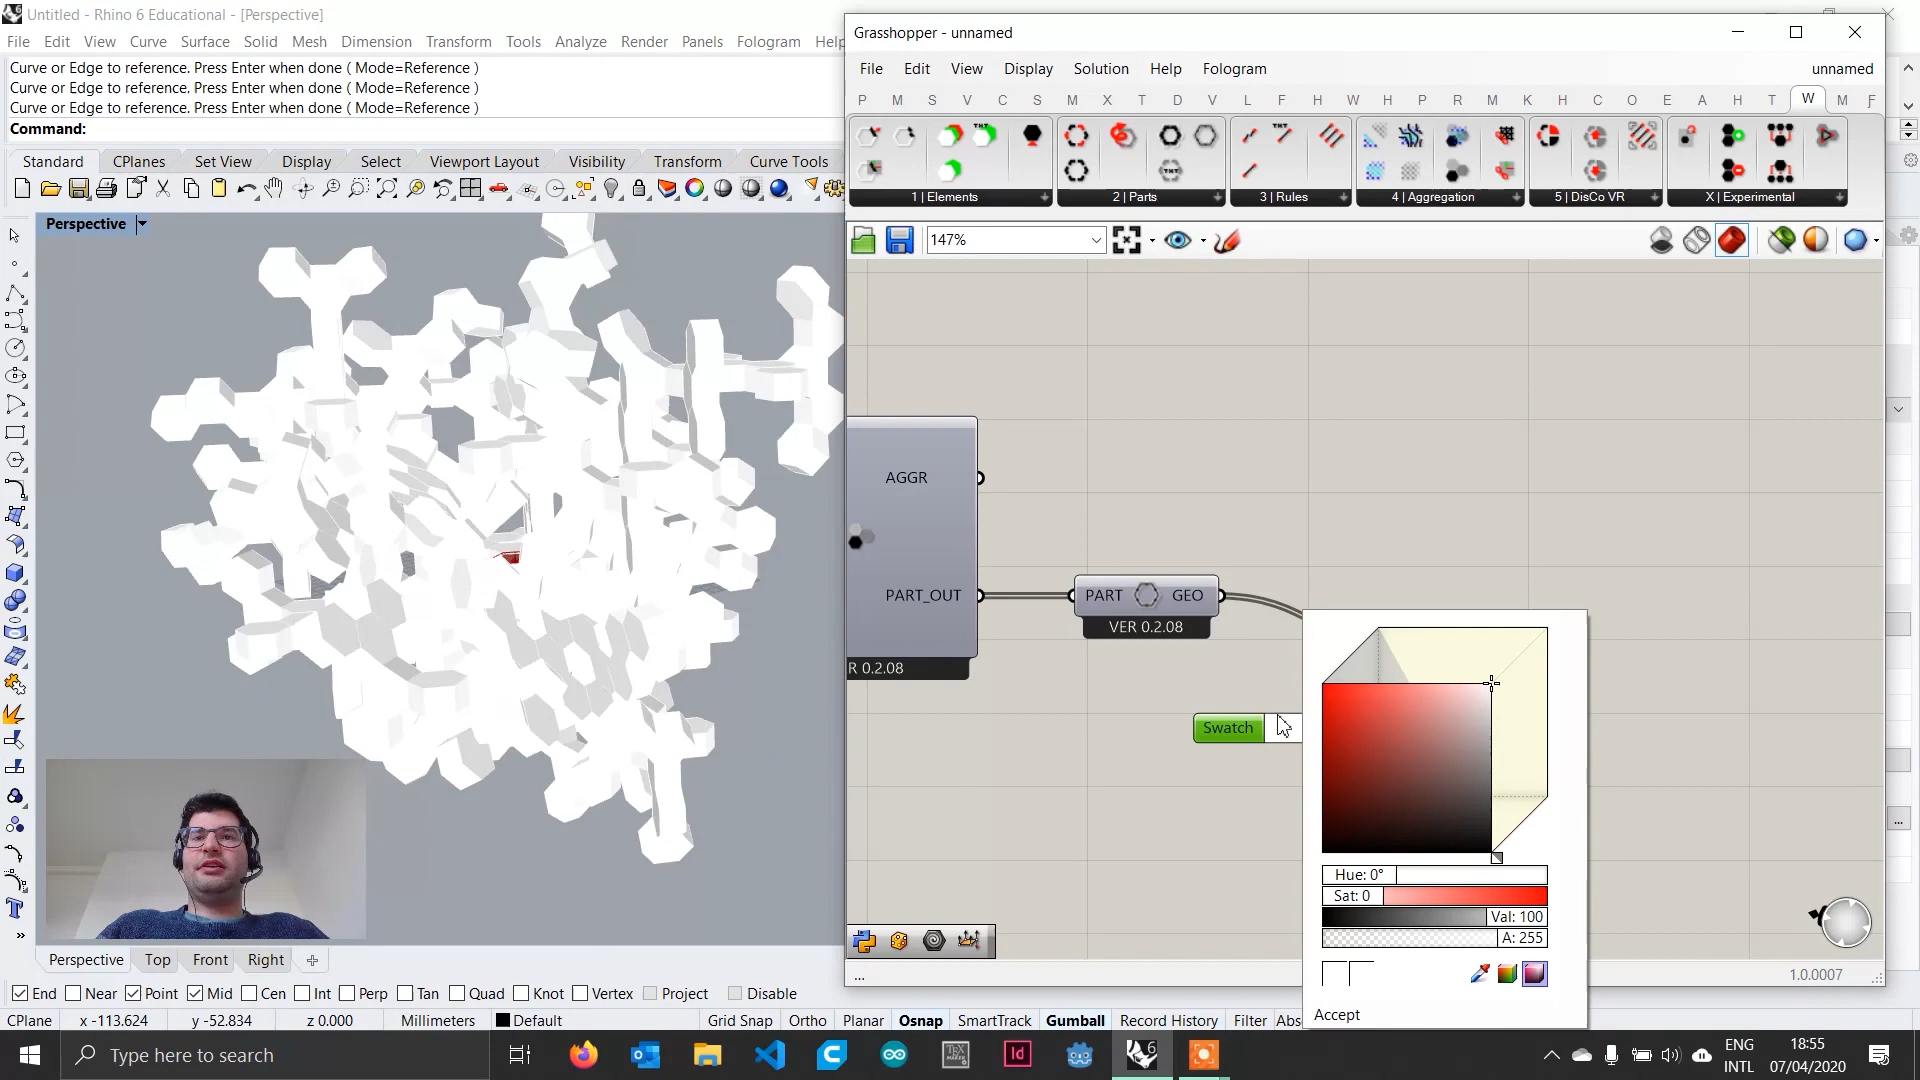 Untitled - Rhino 6 Educational - [Perspective]
File Edit View Curve Surface Solid Mesh Dimension Transform Tools Analyze Render Panels Fologram Help
Curve or Edge to reference. Press Enter when done ( Mode=Reference )
Curve or Edge to reference. Press Enter when done ( Mode=Reference )
Curve or Edge to reference. Press Enter when done ( Mode=Reference )
Command:
Standard CPlanes Set View Display Select Viewport Layout Visibility Transform Curve Tools
Perspective
Grasshopper - unnamed
File Edit View Display Solution Help Fologram unnamed
P M S V C S M X T D V L F H W H P R M K H C O E A H T W M F
1 | Elements 2 | Parts 3 | Rules 4 | Aggregation 5 | DisCo VR X | Experimental
147%
AGGR
PART_OUT
R 0.2.08
PART GEO
VER 0.2.08
Swatch
Hue: 0°
Sat: 0
Val: 100
A: 255
Accept
...
1.0.0007
Perspective Top Front Right
End Near Point Mid Cen Int Perp Tan Quad Knot Vertex Project Disable
CPlane x -113.624 y -52.834 z 0.000 Millimeters Default Grid Snap Ortho Planar Osnap SmartTrack Gumball Record History Filter Abs
Type here to search
ENG
INTL
18:55
07/04/2020